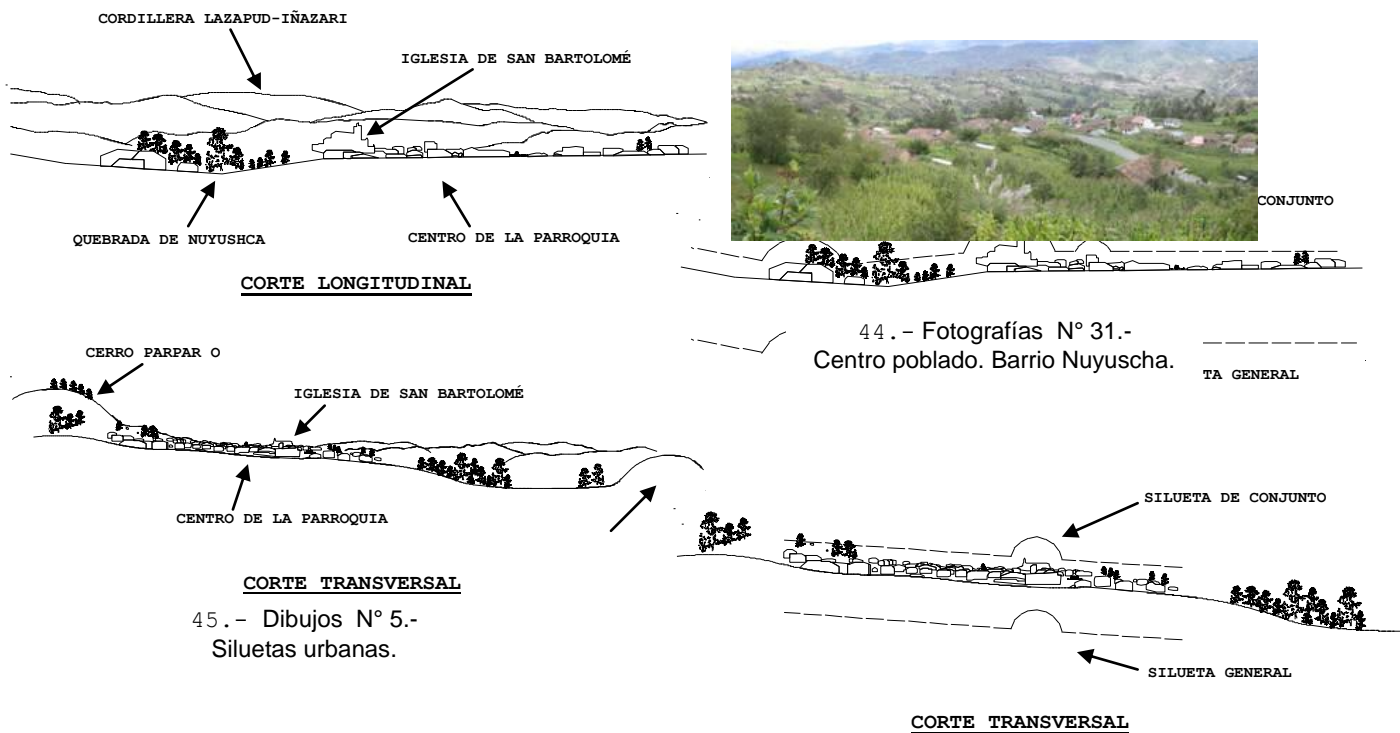 CORDILLERA LAZAPUD-IÑAZARI
IGLESIA DE SAN BARTOLOMÉ
QUEBRADA DE NUYUSHCA
CENTRO DE LA PARROQUIA
CORTE LONGITUDINAL
CONJUNTO
44.- Fotografías N° 31.-
Centro poblado. Barrio Nuyuscha.
TA GENERAL
CERRO PARPAR O
IGLESIA DE SAN BARTOLOMÉ
CENTRO DE LA PARROQUIA
CORTE TRANSVERSAL
45.- Dibujos N° 5.-
Siluetas urbanas.
SILUETA DE CONJUNTO
SILUETA GENERAL
CORTE TRANSVERSAL